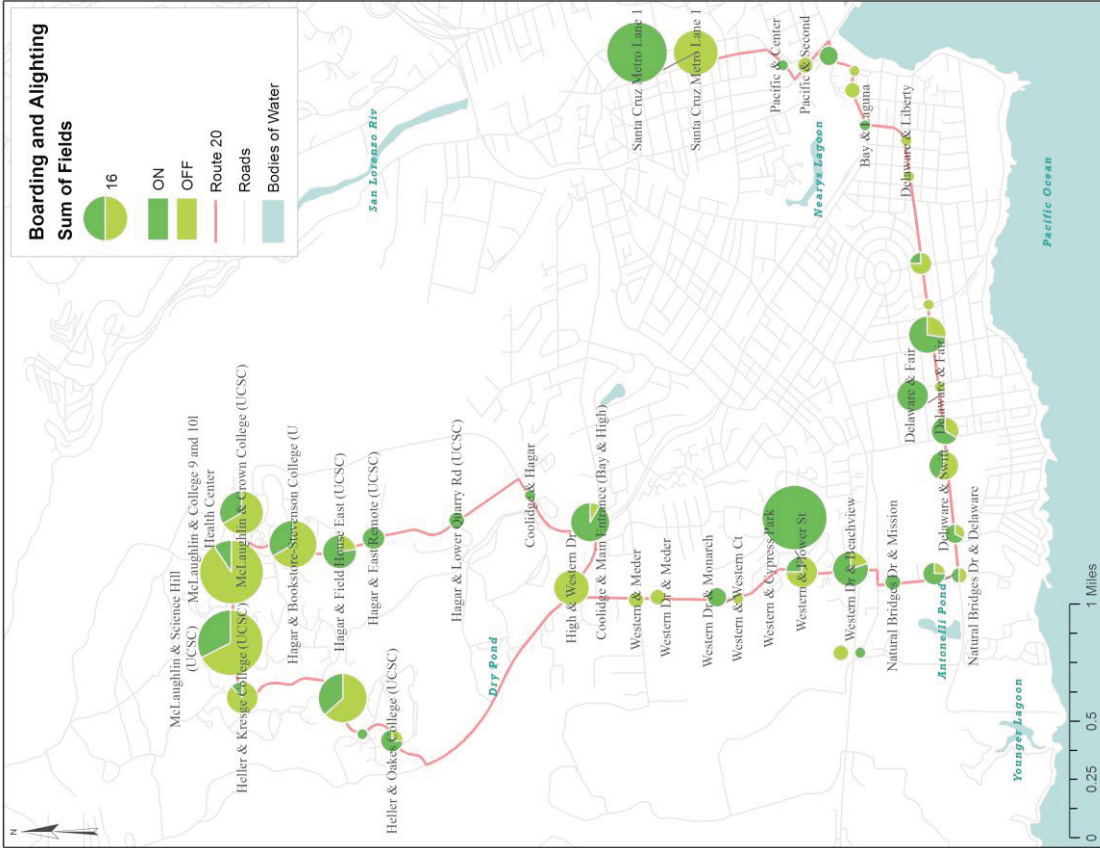 Boarding and Alighting
Sum of Fields
16
ON
OFF
Route 20
Roads
Bodies of Water
N
San Lorenzo Riv
Santa Cruz Metro Lane 1
Santa Cruz Metro Lane 1
Pacific & Center
Pacific & Second
Nearys Lagoon
Bay & Laguna
Delaware & Liberty
Pacific Ocean
McLaughlin & Science Hill
(UCSC)
McLaughlin & College 9 and 10l
Health Center
McLaughlin & Crown College (UCSC)
Heller & Kresge College (UCSC)
Hagar & Bookstore-Stevenson College (U
Hagar & Field House East (UCSC)
Hagar & East Remote (UCSC)
Heller & Oakes College (UCSC)
Hagar & Lower Quarry Rd (UCSC)
Dry Pond
Coolidge & Hagar
High & Western Dr
Coolidge & Main Entrance (Bay & High)
Western & Meder
Western Dr & Meder
Western Dr & Monarch
Western & Western Ct
Western & Cypress Park
Western & Plower St
Western Dr & Beachview
Natural Bridges Dr & Mission
Antonelli Pond
Natural Bridges Dr & Delaware
Delaware & Swift
Delaware & Fair
Delaware & Fair
Younger Lagoon
0 0.25 0.5 1 Miles